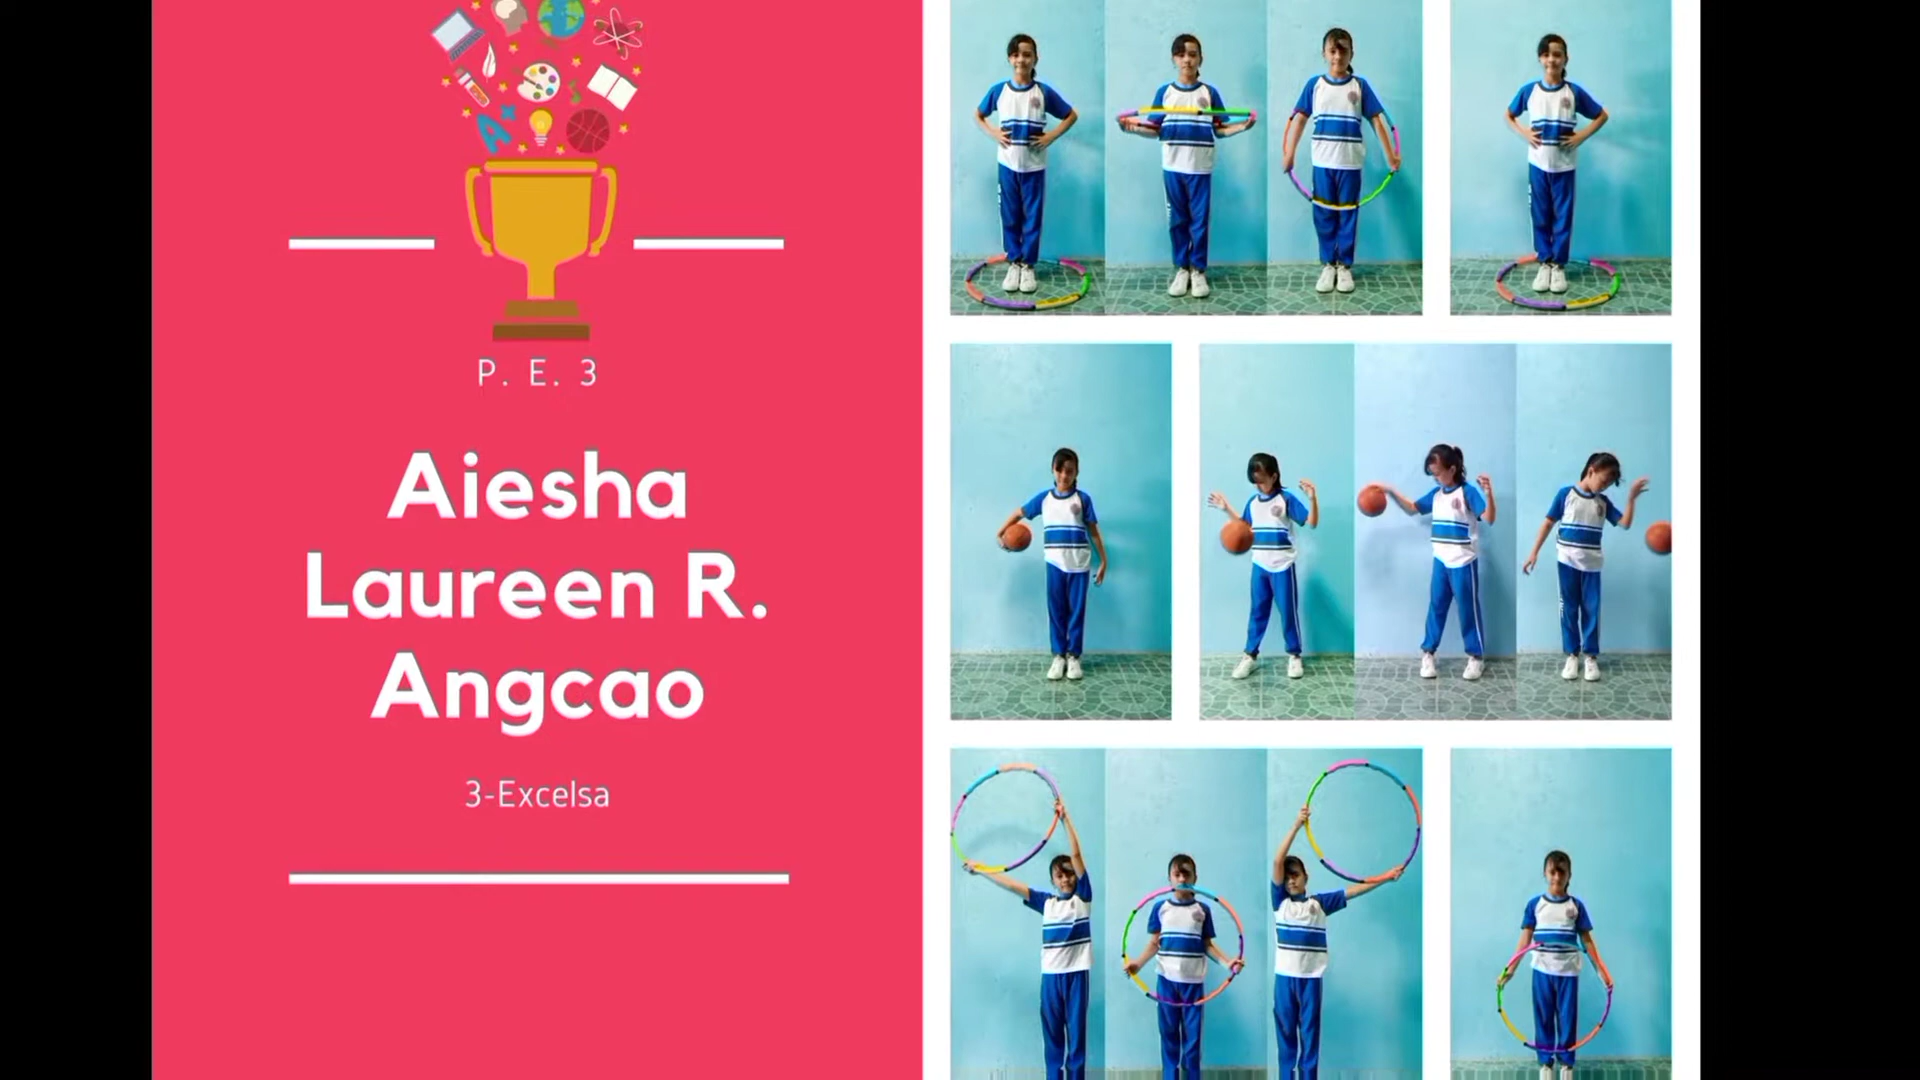 A+
P. E. 3
Aiesha
Laureen R.
Angcao
3-Excelsa